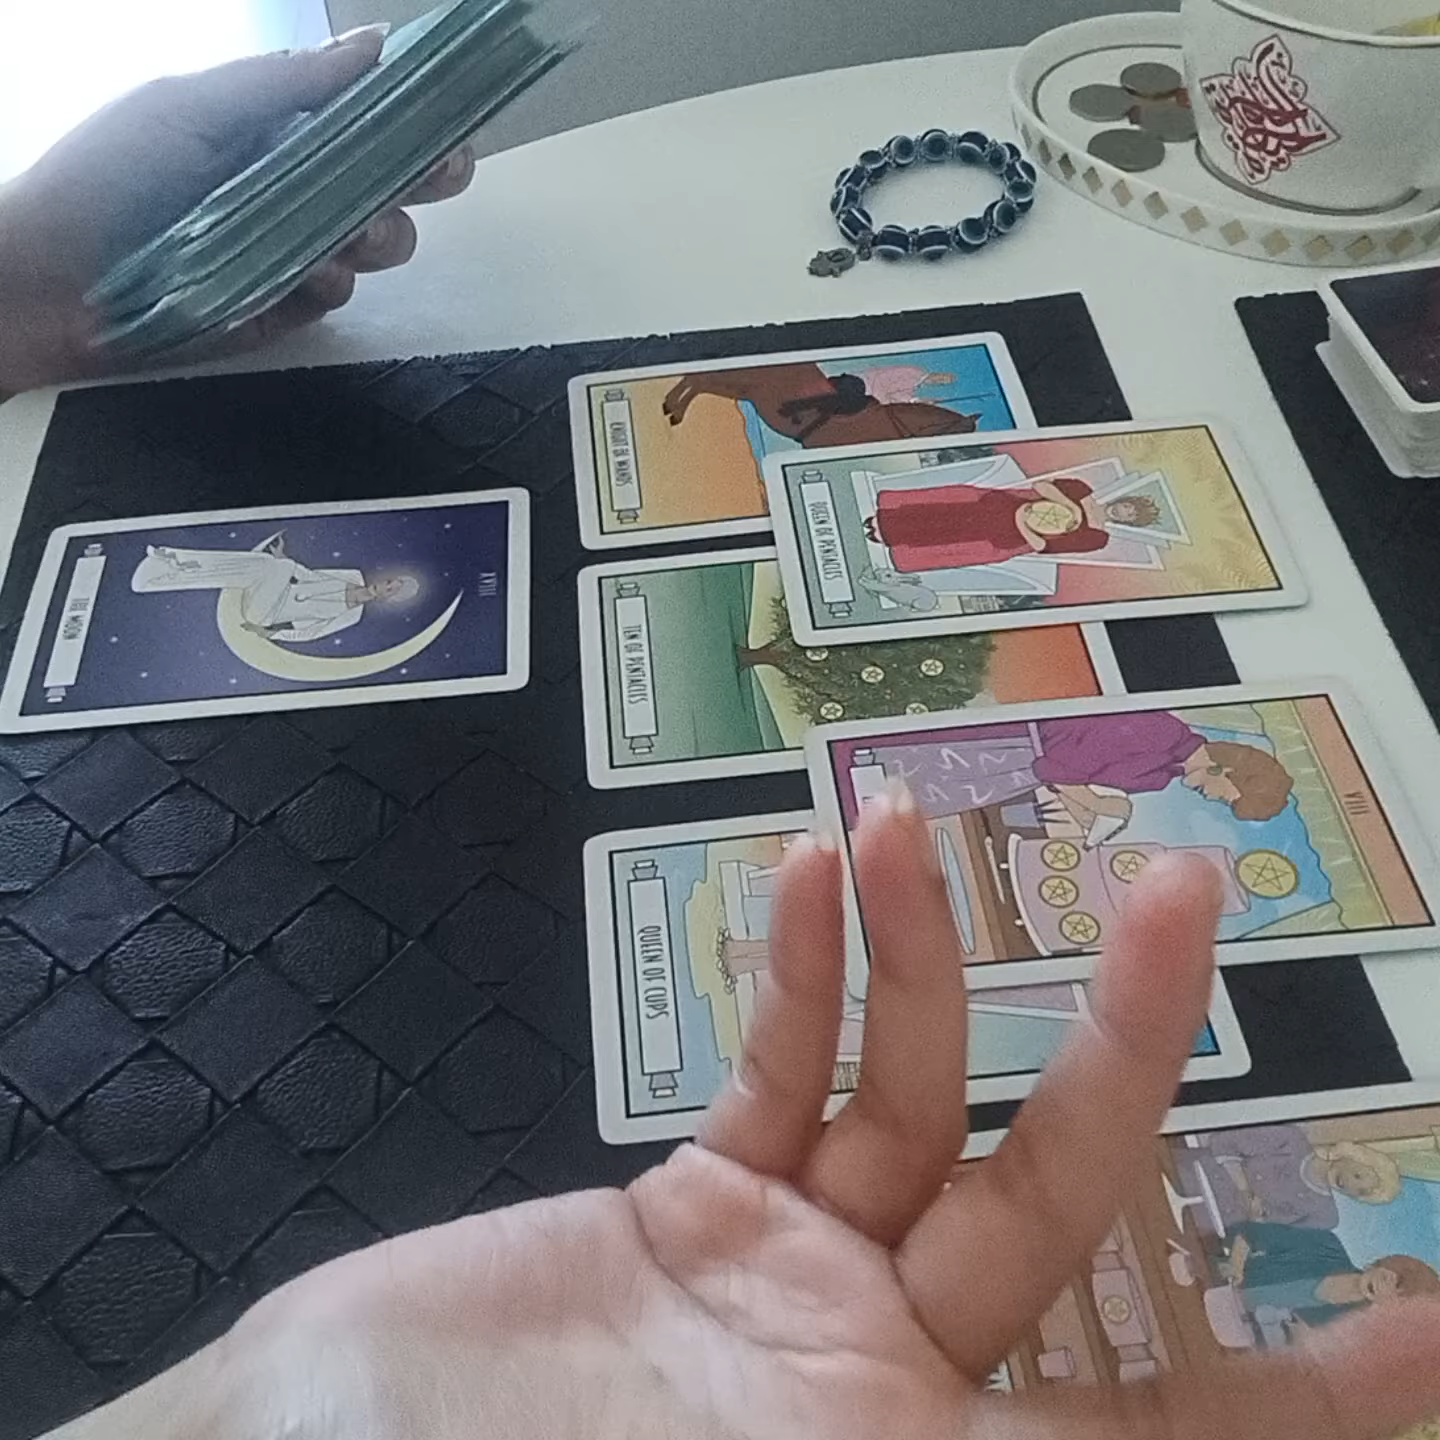 KNIGHT OF WANDS
QUEEN OF PENTACLES
XVIII
THE MOON
TEN OF PENTACLES
VIII
QUEEN OF CUPS